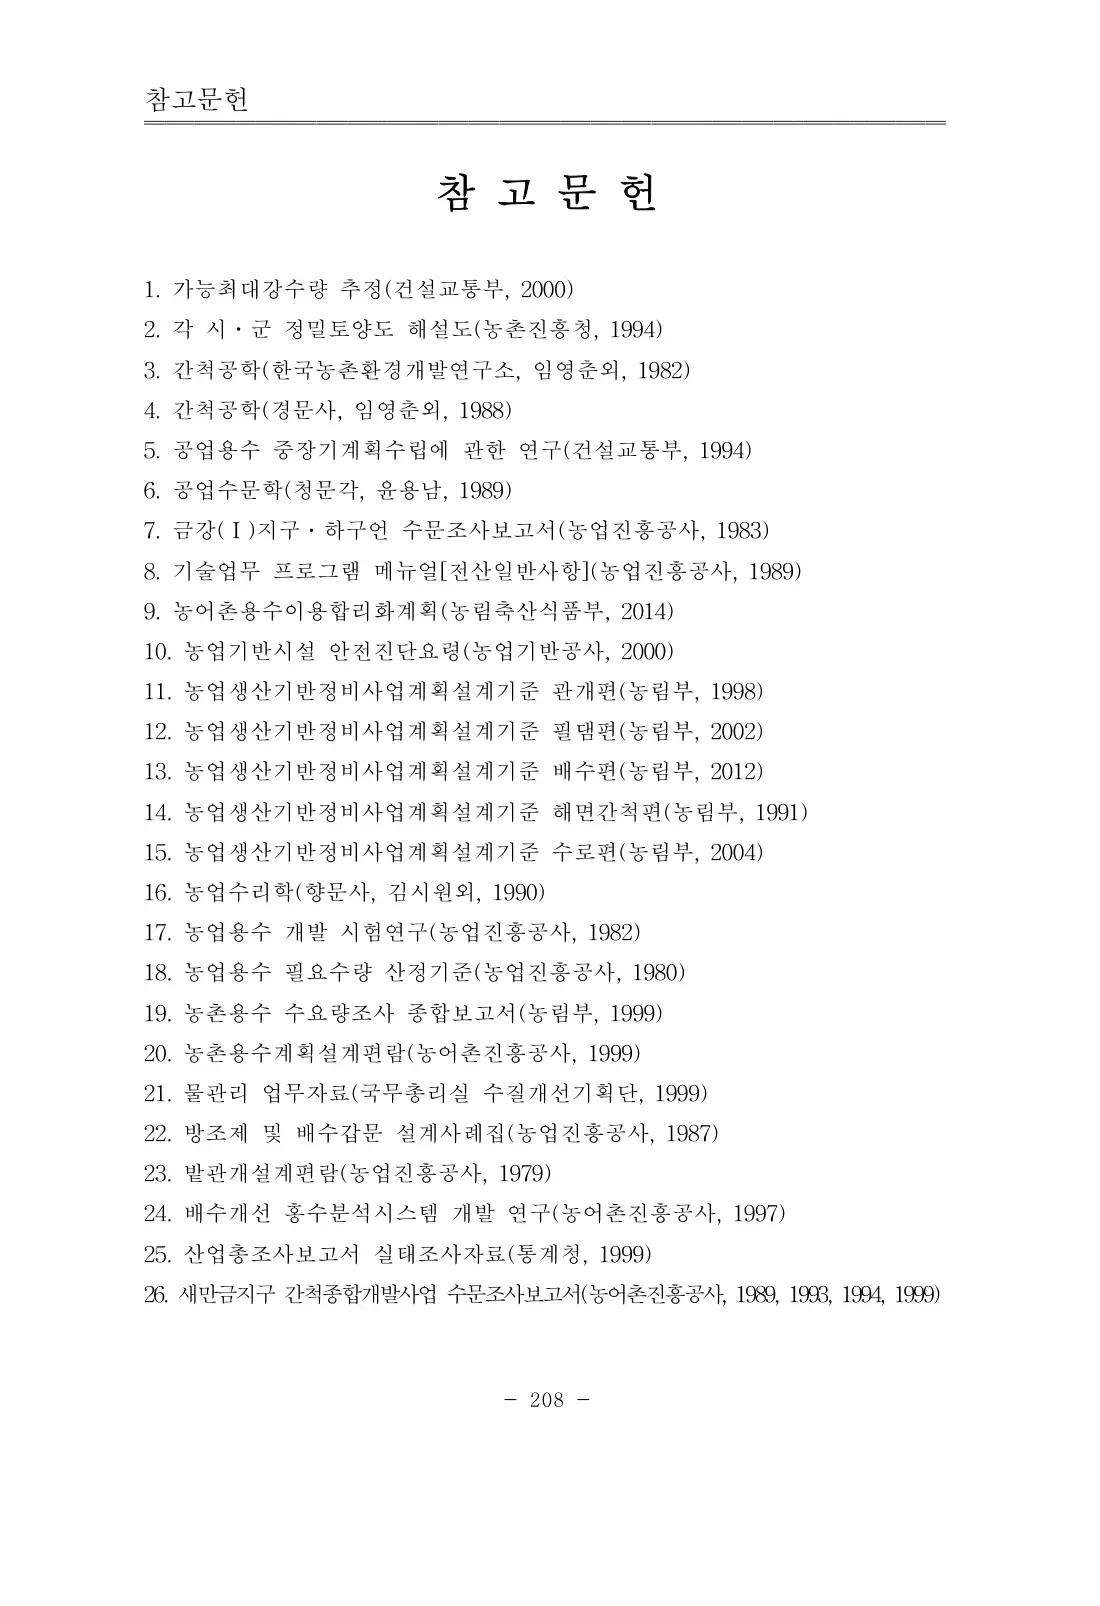 참고문헌
참 고 문 헌
1. 가능최대강수량 추정(건설교통부, 2000)
2. 각 시·군 정밀토양도 해설도(농촌진흥청, 1994)
3. 간척공학(한국농촌환경개발연구소, 임영춘외, 1982)
4. 간척공학(경문사, 임영춘외, 1988)
5. 공업용수 중장기계획수립에 관한 연구(건설교통부, 1994)
6. 공업수문학(청문각, 윤용남, 1989)
7. 금강(Ⅰ)지구·하구언 수문조사보고서(농업진흥공사, 1983)
8. 기술업무 프로그램 메뉴얼[전산일반사항](농업진흥공사, 1989)
9. 농어촌용수이용합리화계획(농림축산식품부, 2014)
10. 농업기반시설 안전진단요령(농업기반공사, 2000)
11. 농업생산기반정비사업계획설계기준 관개편(농림부, 1998)
12. 농업생산기반정비사업계획설계기준 필댐편(농림부, 2002)
13. 농업생산기반정비사업계획설계기준 배수편(농림부, 2012)
14. 농업생산기반정비사업계획설계기준 해면간척편(농림부, 1991)
15. 농업생산기반정비사업계획설계기준 수로편(농림부, 2004)
16. 농업수리학(향문사, 김시원외, 1990)
17. 농업용수 개발 시험연구(농업진흥공사, 1982)
18. 농업용수 필요수량 산정기준(농업진흥공사, 1980)
19. 농촌용수 수요량조사 종합보고서(농림부, 1999)
20. 농촌용수계획설계편람(농어촌진흥공사, 1999)
21. 물관리 업무자료(국무총리실 수질개선기획단, 1999)
22. 방조제 및 배수갑문 설계사례집(농업진흥공사, 1987)
23. 밭관개설계편람(농업진흥공사, 1979)
24. 배수개선 홍수분석시스템 개발 연구(농어촌진흥공사, 1997)
25. 산업총조사보고서 실태조사자료(통계청, 1999)
26. 새만금지구 간척종합개발사업 수문조사보고서(농어촌진흥공사, 1989, 1993, 1994, 1999)
- 208 -